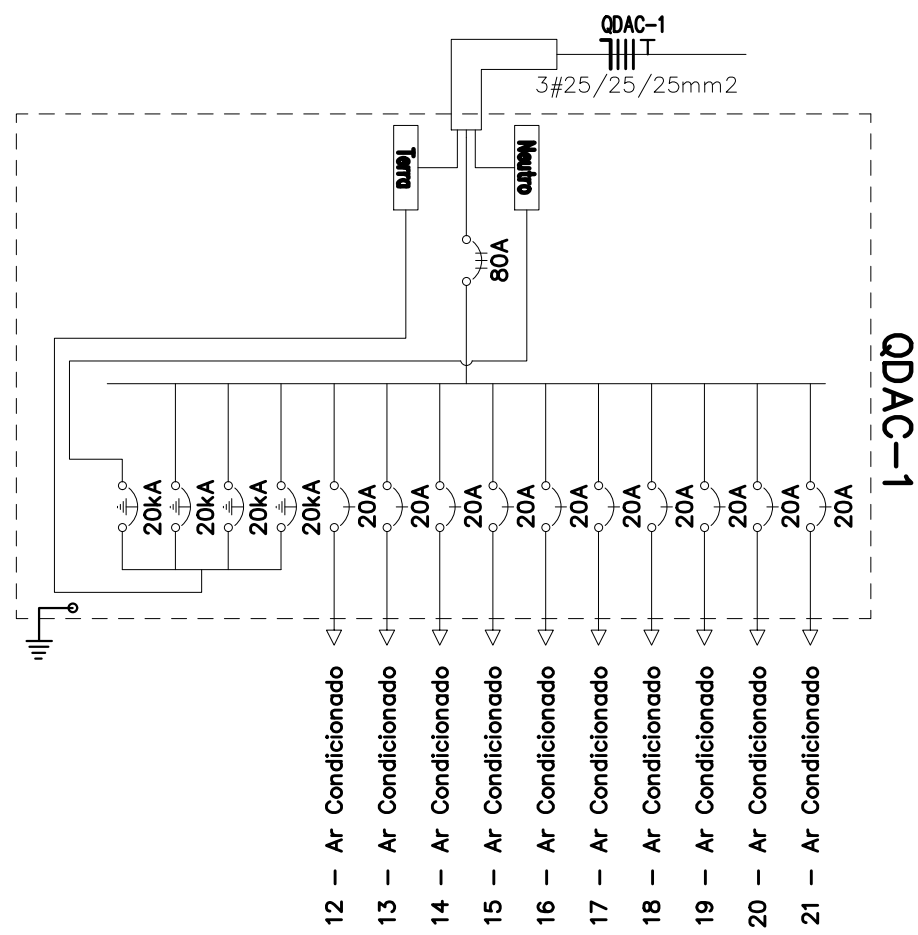 QDAC-1
3#25/25/25mm2
Terra
Neutro
80A
QDAC-1
20kA
20kA
20kA
20kA
20A
20A
20A
20A
20A
20A
20A
20A
20A
20A
12 - Ar Condicionado
13 - Ar Condicionado
14 - Ar Condicionado
15 - Ar Condicionado
16 - Ar Condicionado
17 - Ar Condicionado
18 - Ar Condicionado
19 - Ar Condicionado
20 - Ar Condicionado
21 - Ar Condicionado